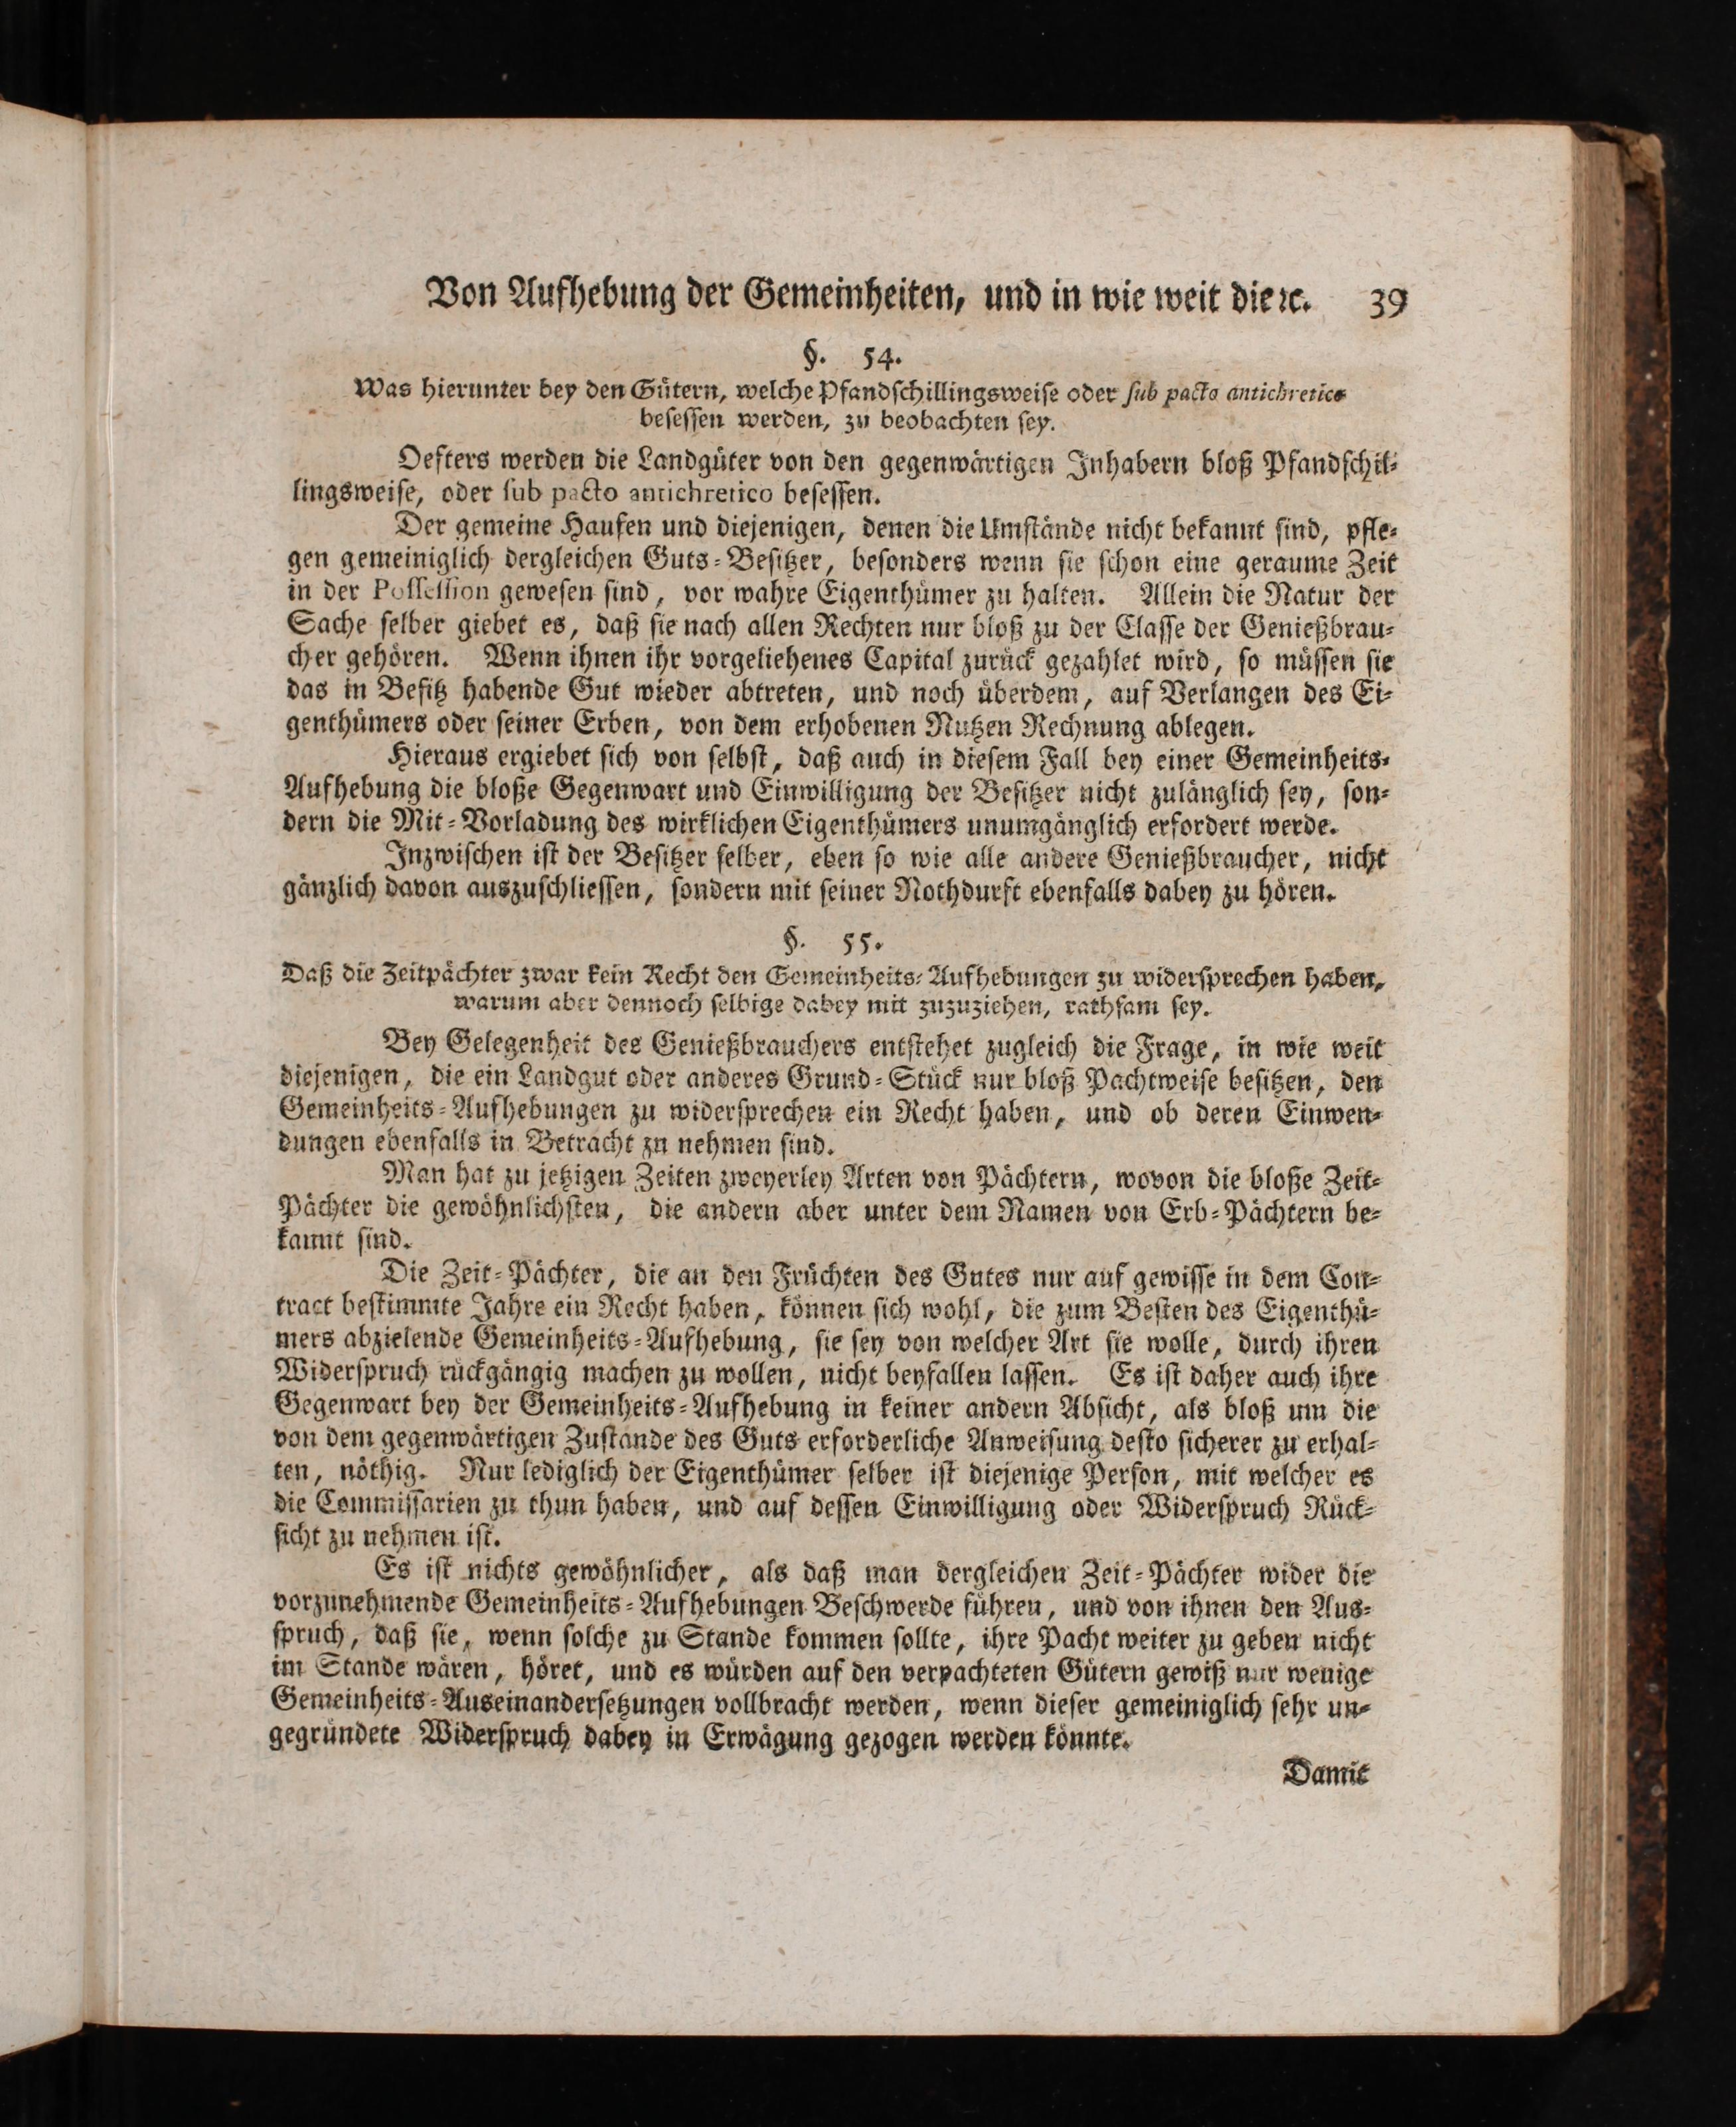 Von Aufhebung der Gemeinheiten, und in wie weit die ꝛc. 39
§. 54.
Was hierunter bey den Gütern, welche Pfandschillingsweise oder sub pacto antichretico
besessen werden, zu beobachten sey.
Oefters werden die Landgüter von den gegenwärtigen Inhabern bloß Pfandschil-
lingsweise, oder sub pacto antichretico besessen.
Der gemeine Haufen und diejenigen, denen die Umstände nicht bekannt sind, pfle-
gen gemeiniglich dergleichen Guts-Besitzer, besonders wenn sie schon eine geraume Zeit
in der Possession gewesen sind, vor wahre Eigenthümer zu halten. Allein die Natur der
Sache selber giebet es, daß sie nach allen Rechten nur bloß zu der Classe der Genießbrau-
cher gehören. Wenn ihnen ihr vorgeliehenes Capital zurück gezahlet wird, so müssen sie
das in Besitz habende Gut wieder abtreten, und noch überdem, auf Verlangen des Ei-
genthümers oder seiner Erben, von dem erhobenen Nutzen Rechnung ablegen.
Hieraus ergiebet sich von selbst, daß auch in diesem Fall bey einer Gemeinheits-
Aufhebung die bloße Gegenwart und Einwilligung der Besitzer nicht zulänglich sey, son-
dern die Mit-Vorladung des wirklichen Eigenthümers unumgänglich erfordert werde.
Inzwischen ist der Besitzer selber, eben so wie alle andere Genießbraucher, nicht
gänzlich davon auszuschliessen, sondern mit seiner Nothdurft ebenfalls dabey zu hören.
§. 55.
Daß die Zeitpächter zwar kein Recht den Gemeinheits-Aufhebungen zu widersprechen haben,
warum aber dennoch selbige dabey mit zuzuziehen, rathsam sey.
Bey Gelegenheit des Genießbrauchers entstehet zugleich die Frage, in wie weit
diejenigen, die ein Landgut oder anderes Grund-Stück nur bloß Pachtweise besitzen, den
Gemeinheits-Aufhebungen zu widersprechen ein Recht haben, und ob deren Einwen-
dungen ebenfalls in Betracht zu nehmen sind.
Man hat zu jetzigen Zeiten zweyerley Arten von Pächtern, wovon die bloße Zeit-
Pächter die gewöhnlichsten, die andern aber unter dem Namen von Erb-Pächtern be-
kannt sind.
Die Zeit-Pächter, die an den Früchten des Gutes nur auf gewisse in dem Con-
tract bestimmte Jahre ein Recht haben, können sich wohl, die zum Besten des Eigenthü-
mers abzielende Gemeinheits-Aufhebung, sie sey von welcher Art sie wolle, durch ihren
Widerspruch rückgängig machen zu wollen, nicht beyfallen lassen. Es ist daher auch ihre
Gegenwart bey der Gemeinheits-Aufhebung in keiner andern Absicht, als bloß um die
von dem gegenwärtigen Zustande des Guts erforderliche Anweisung desto sicherer zu erhal-
ten, nöthig. Nur lediglich der Eigenthümer selber ist diejenige Person, mit welcher es
die Commissarien zu thun haben, und auf dessen Einwilligung oder Widerspruch Rück-
sicht zu nehmen ist.
Es ist nichts gewöhnlicher, als daß man dergleichen Zeit-Pächter wider die
vorzunehmende Gemeinheits-Aufhebungen Beschwerde führen, und von ihnen den Aus-
spruch, daß sie, wenn solche zu Stande kommen sollte, ihre Pacht weiter zu geben nicht
im Stande wären, höret, und es würden auf den verpachteten Gütern gewiß nur wenige
Gemeinheits-Auseinandersetzungen vollbracht werden, wenn dieser gemeiniglich sehr un-
gegründete Widerspruch dabey in Erwägung gezogen werden könnte.
Damit